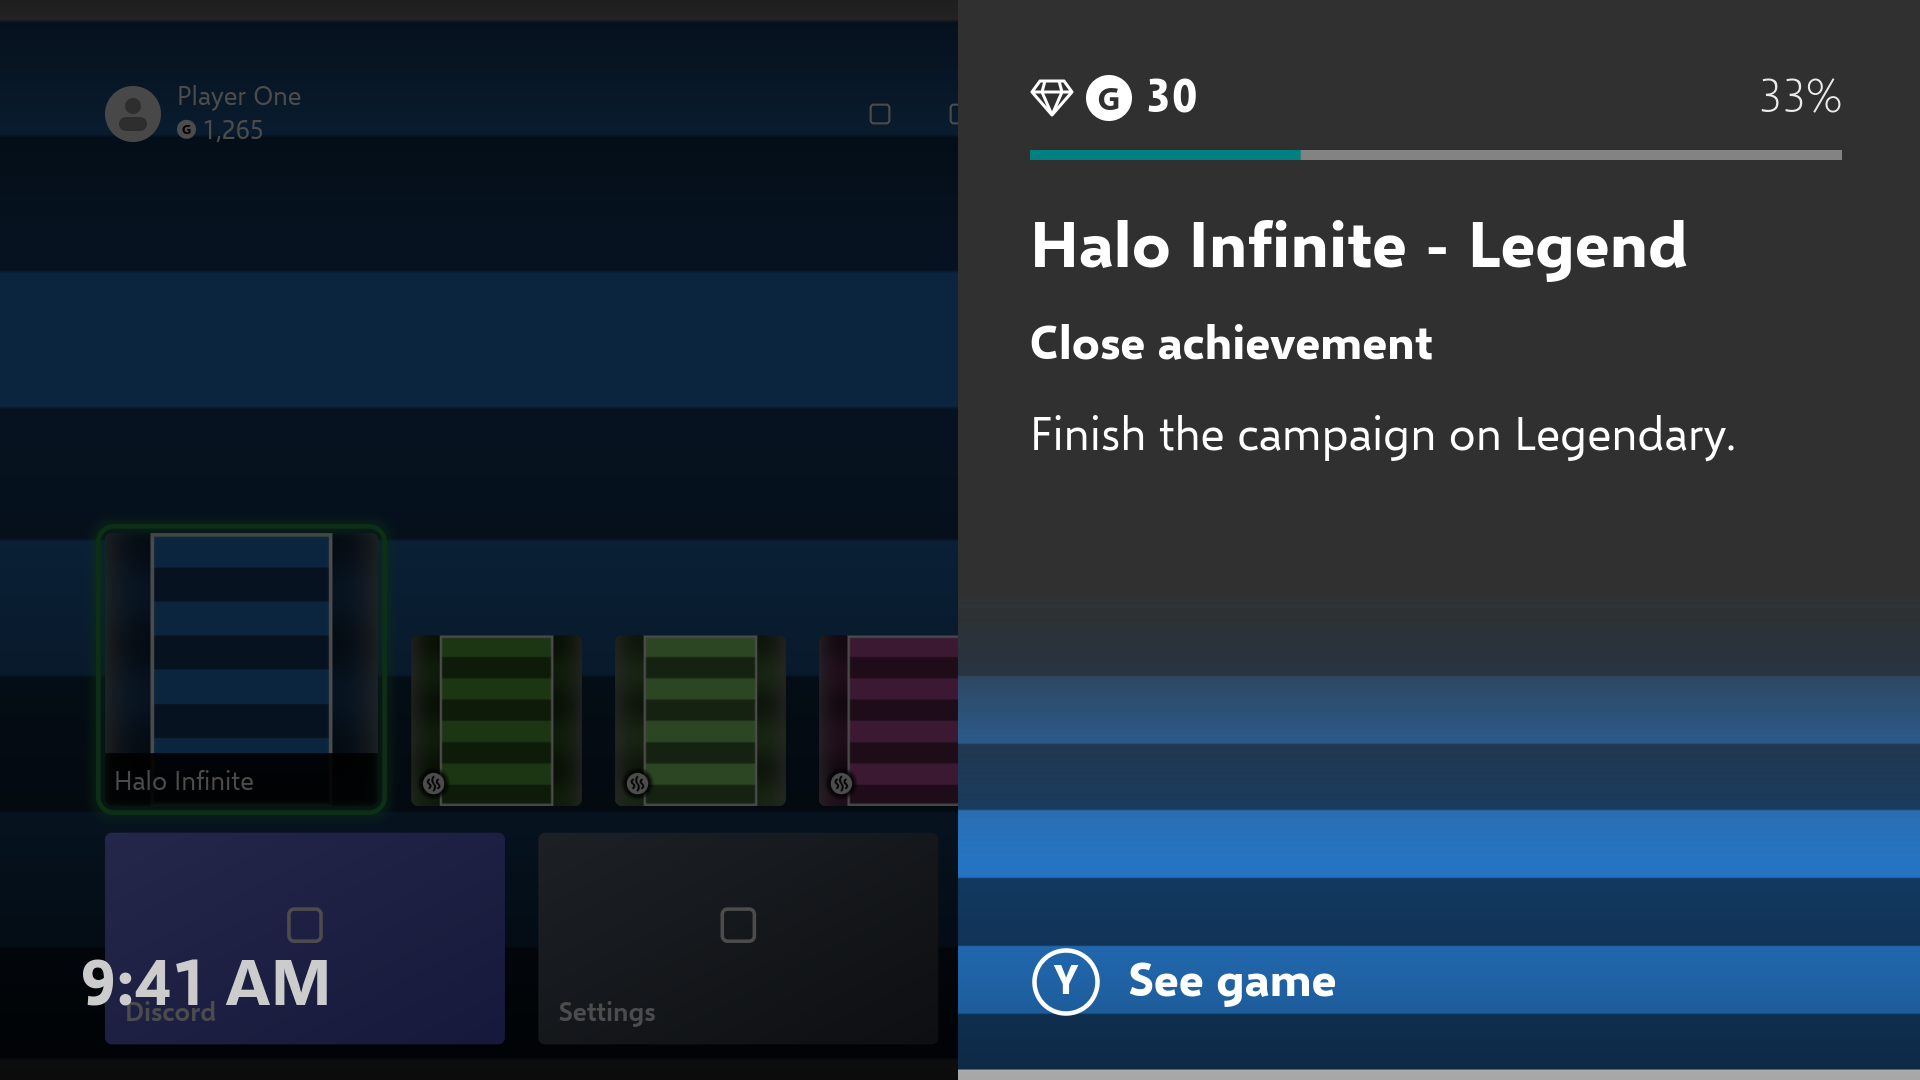 Player One
G 1,265
Halo Infinite
Discord
Settings
9:41 AM
G 30
33%
Halo Infinite - Legend
Close achievement
Finish the campaign on Legendary.
Y See game